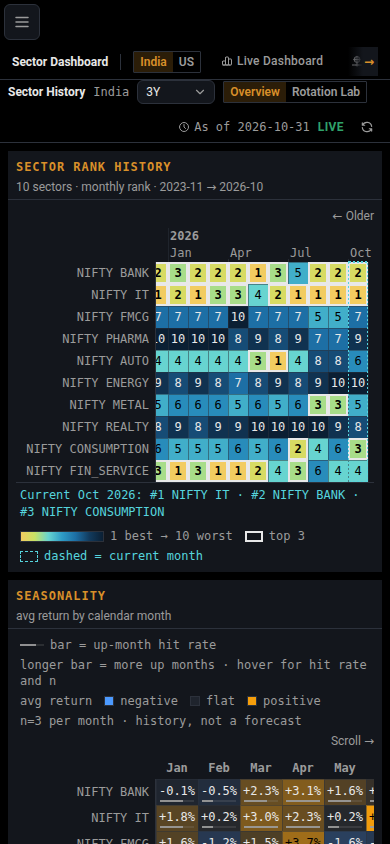 Sector Dashboard India US Live Dashboard →
Sector History India 3Y Overview Rotation Lab
As of 2026-10-31 LIVE
SECTOR RANK HISTORY
10 sectors · monthly rank · 2023-11 → 2026-10
← Older
2026
Jan Apr Jul Oct
NIFTY BANK 2 3 2 2 2 1 3 5 2 2 2
NIFTY IT 1 2 1 3 3 4 2 1 1 1 1
NIFTY FMCG 7 7 7 7 10 7 7 7 5 5 7
NIFTY PHARMA 10 10 10 8 9 8 9 7 7 9
NIFTY AUTO 4 4 4 4 4 3 1 4 8 8 6
NIFTY ENERGY 9 8 9 8 7 8 9 8 9 10 10
NIFTY METAL 5 6 6 6 5 6 5 6 3 3 5
NIFTY REALTY 8 9 8 9 9 10 10 10 10 9 8
NIFTY CONSUMPTION 6 5 5 5 6 5 6 2 4 6 3
NIFTY FIN_SERVICE 3 1 3 1 1 2 4 3 6 4 4
Current Oct 2026: #1 NIFTY IT · #2 NIFTY BANK ·
#3 NIFTY CONSUMPTION
1 best → 10 worst top 3
dashed = current month
SEASONALITY
avg return by calendar month
bar = up-month hit rate
longer bar = more up months · hover for hit rate
and n
avg return negative flat positive
n=3 per month · history, not a forecast
Scroll →
Jan Feb Mar Apr May
NIFTY BANK -0.1% -0.5% +2.3% +3.1% +1.6%
NIFTY IT +1.8% +0.2% +3.0% +2.3% +0.2%
NIFTY FMCG +1.6% -1.2% +1.5% +3.7% -1.6%